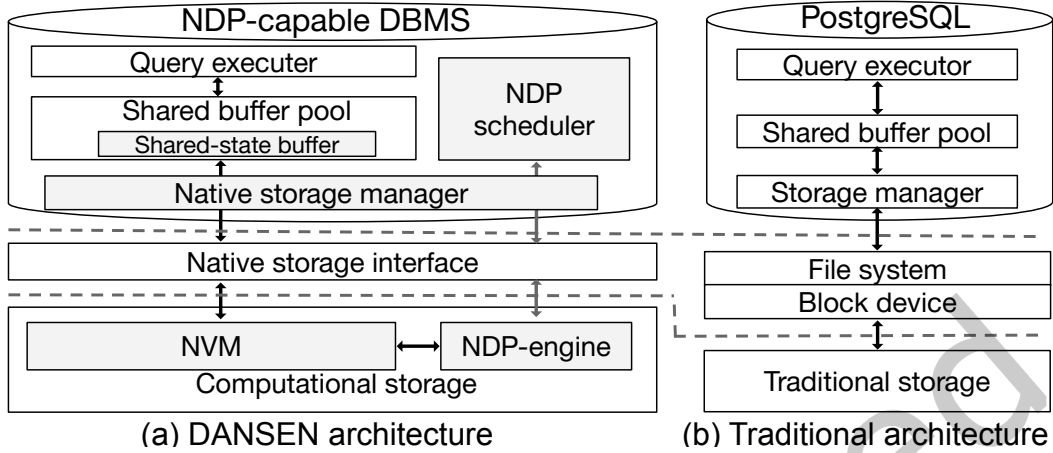 NDP-capable DBMS
Query executer
Shared buffer pool
Shared-state buffer
NDP
scheduler
Native storage manager
Native storage interface
NVM
NDP-engine
Computational storage
(a) DANSEN architecture
PostgreSQL
Query executor
Shared buffer pool
Storage manager
File system
Block device
Traditional storage
(b) Traditional architecture